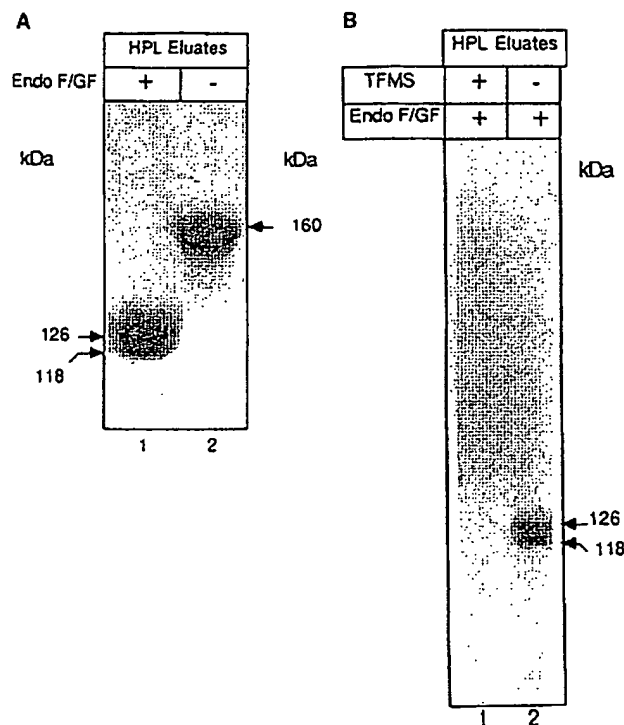 A
HPL Eluates
Endo F/GF + -
kDa kDa
160
126
118
1 2
B
HPL Eluates
TFMS + -
Endo F/GF + +
kDa
126
118
1 2